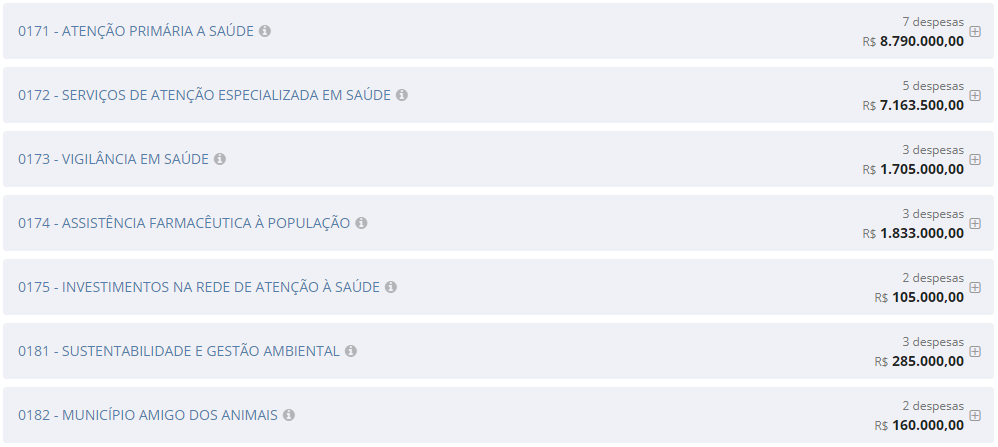 0171 - ATENÇÃO PRIMÁRIA A SAÚDE
7 despesas
R$ 8.790.000,00
0172 - SERVIÇOS DE ATENÇÃO ESPECIALIZADA EM SAÚDE
5 despesas
R$ 7.163.500,00
0173 - VIGILÂNCIA EM SAÚDE
3 despesas
R$ 1.705.000,00
0174 - ASSISTÊNCIA FARMACÊUTICA À POPULAÇÃO
3 despesas
R$ 1.833.000,00
0175 - INVESTIMENTOS NA REDE DE ATENÇÃO À SAÚDE
2 despesas
R$ 105.000,00
0181 - SUSTENTABILIDADE E GESTÃO AMBIENTAL
3 despesas
R$ 285.000,00
0182 - MUNICÍPIO AMIGO DOS ANIMAIS
2 despesas
R$ 160.000,00